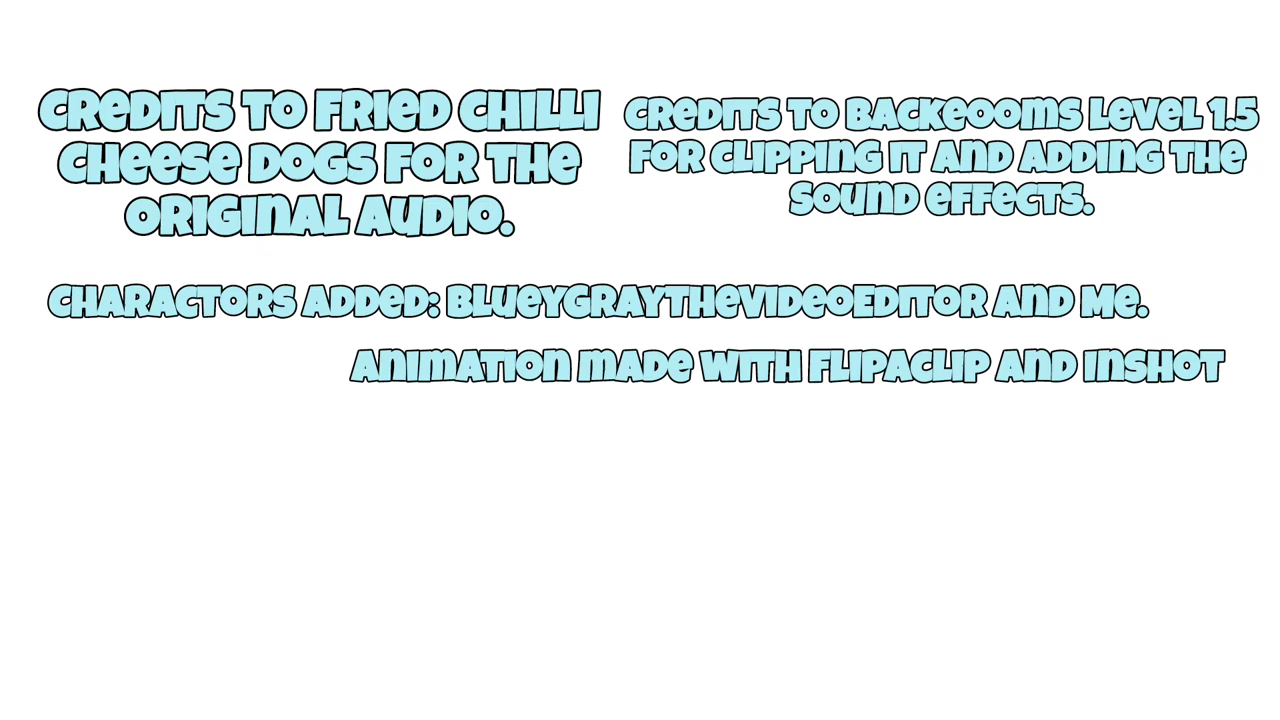 Credits to Fried Chilli
Cheese Dogs for the
original audio.
Credits to Backeooms Level 1.5
for clipping it and adding the
sound effects.
Charactors added: BlueyGrayTheVideoEditor and Me.
Animation made with Flipaclip and Inshot